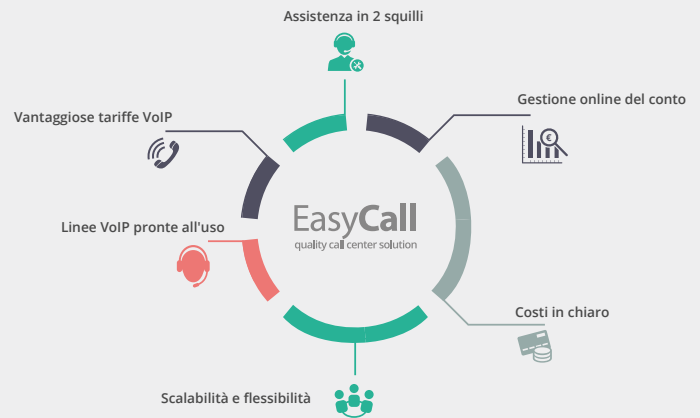 Assistenza in 2 squilli
Gestione online del conto
Vantaggiose tariffe VoIP
€
EasyCall
quality call center solution
Linee VoIP pronte all'uso
Costi in chiaro
Scalabilità e flessibilità